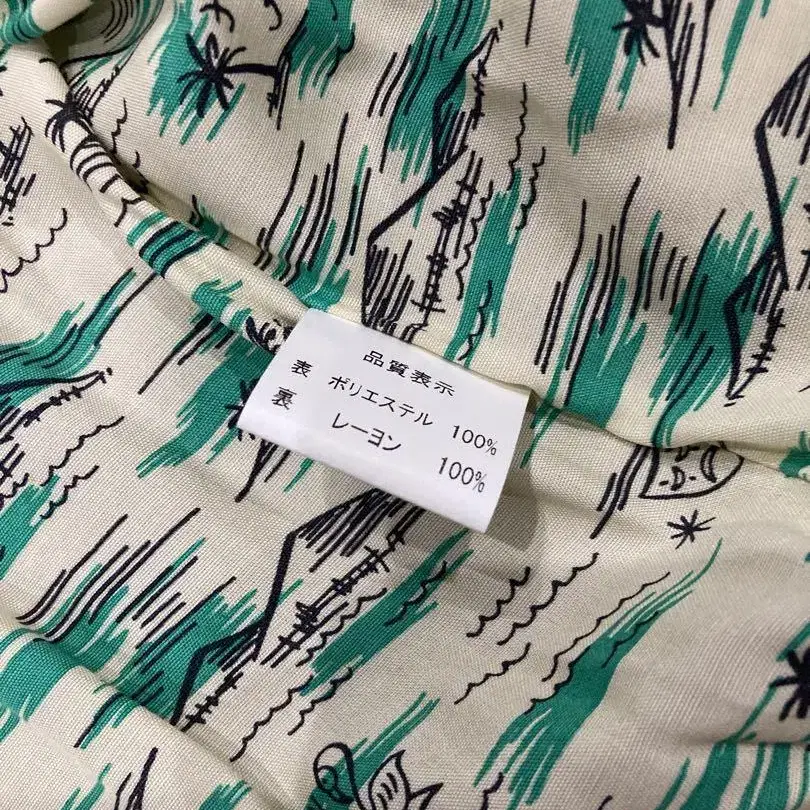 品質表示
表 ポリエステル 100%
裏 レーヨン 100%